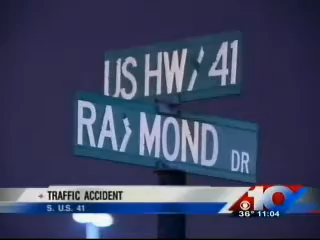 US HWY 41
RAYMOND DR
TRAFFIC ACCIDENT
S. U.S. 41
10
36° 11:04